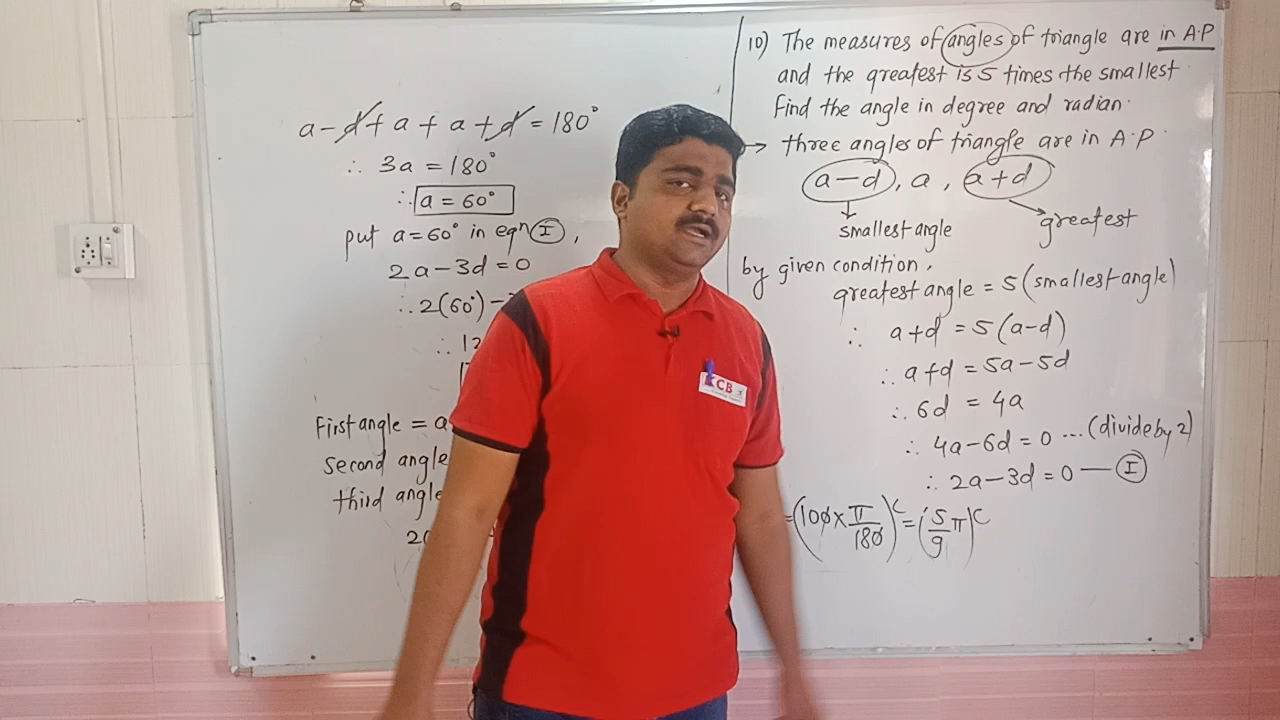 a-d+a+a+d=180°
∴ 3a=180°
∴ a=60°
put a=60° in eqn I,
2a-3d=0
∴ 2(60°)-
∴ 12
First angle = a
Second angle
third angle
20
10) The measures of angles of triangle are in A.P
and the greatest is 5 times the smallest
Find the angle in degree and radian.
→ three angles of triangle are in A.P.
a-d, a, a+d
smallest angle greatest
by given condition,
greatest angle = 5(smallest angle)
∴ a+d = 5(a-d)
∴ a+d = 5a-5d
∴ 6d = 4a
∴ 4a-6d=0 ...(divide by 2)
∴ 2a-3d=0 — I
=(100×π/180)^c=(5/9 π)^c
KCB